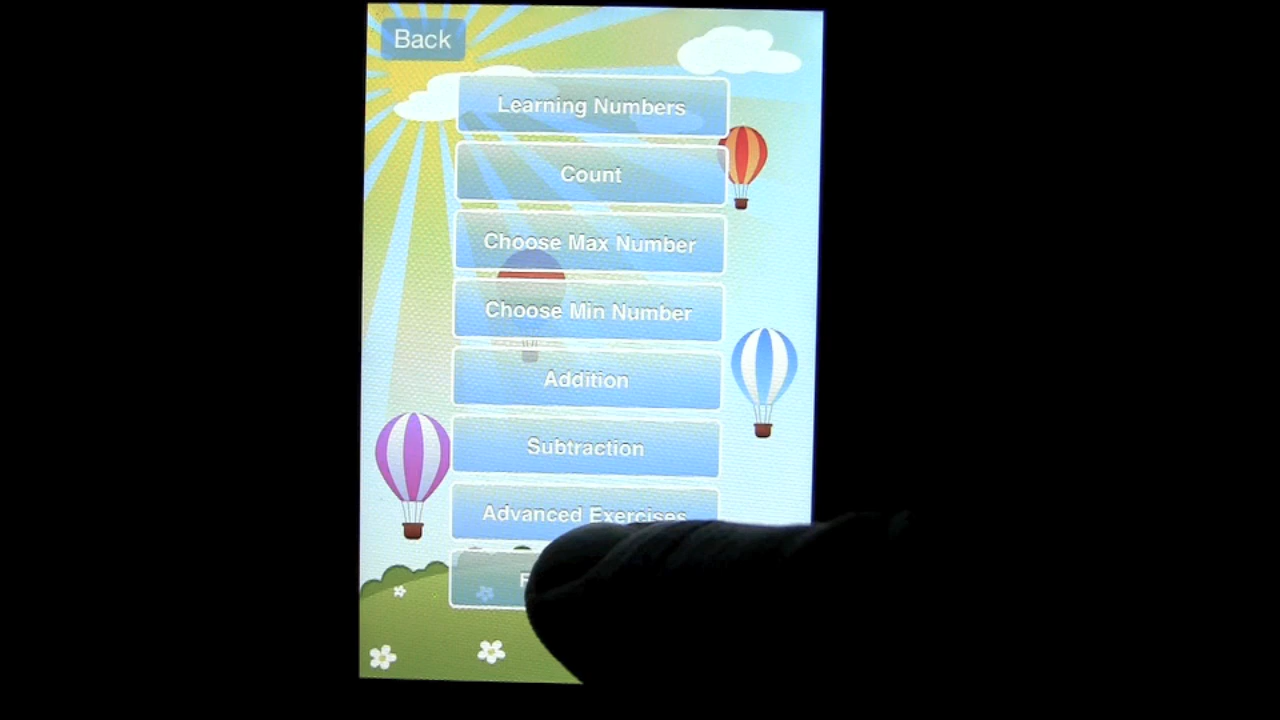 Back
Learning Numbers
Count
Choose Max Number
Choose Min Number
Addition
Subtraction
Advanced Exercises